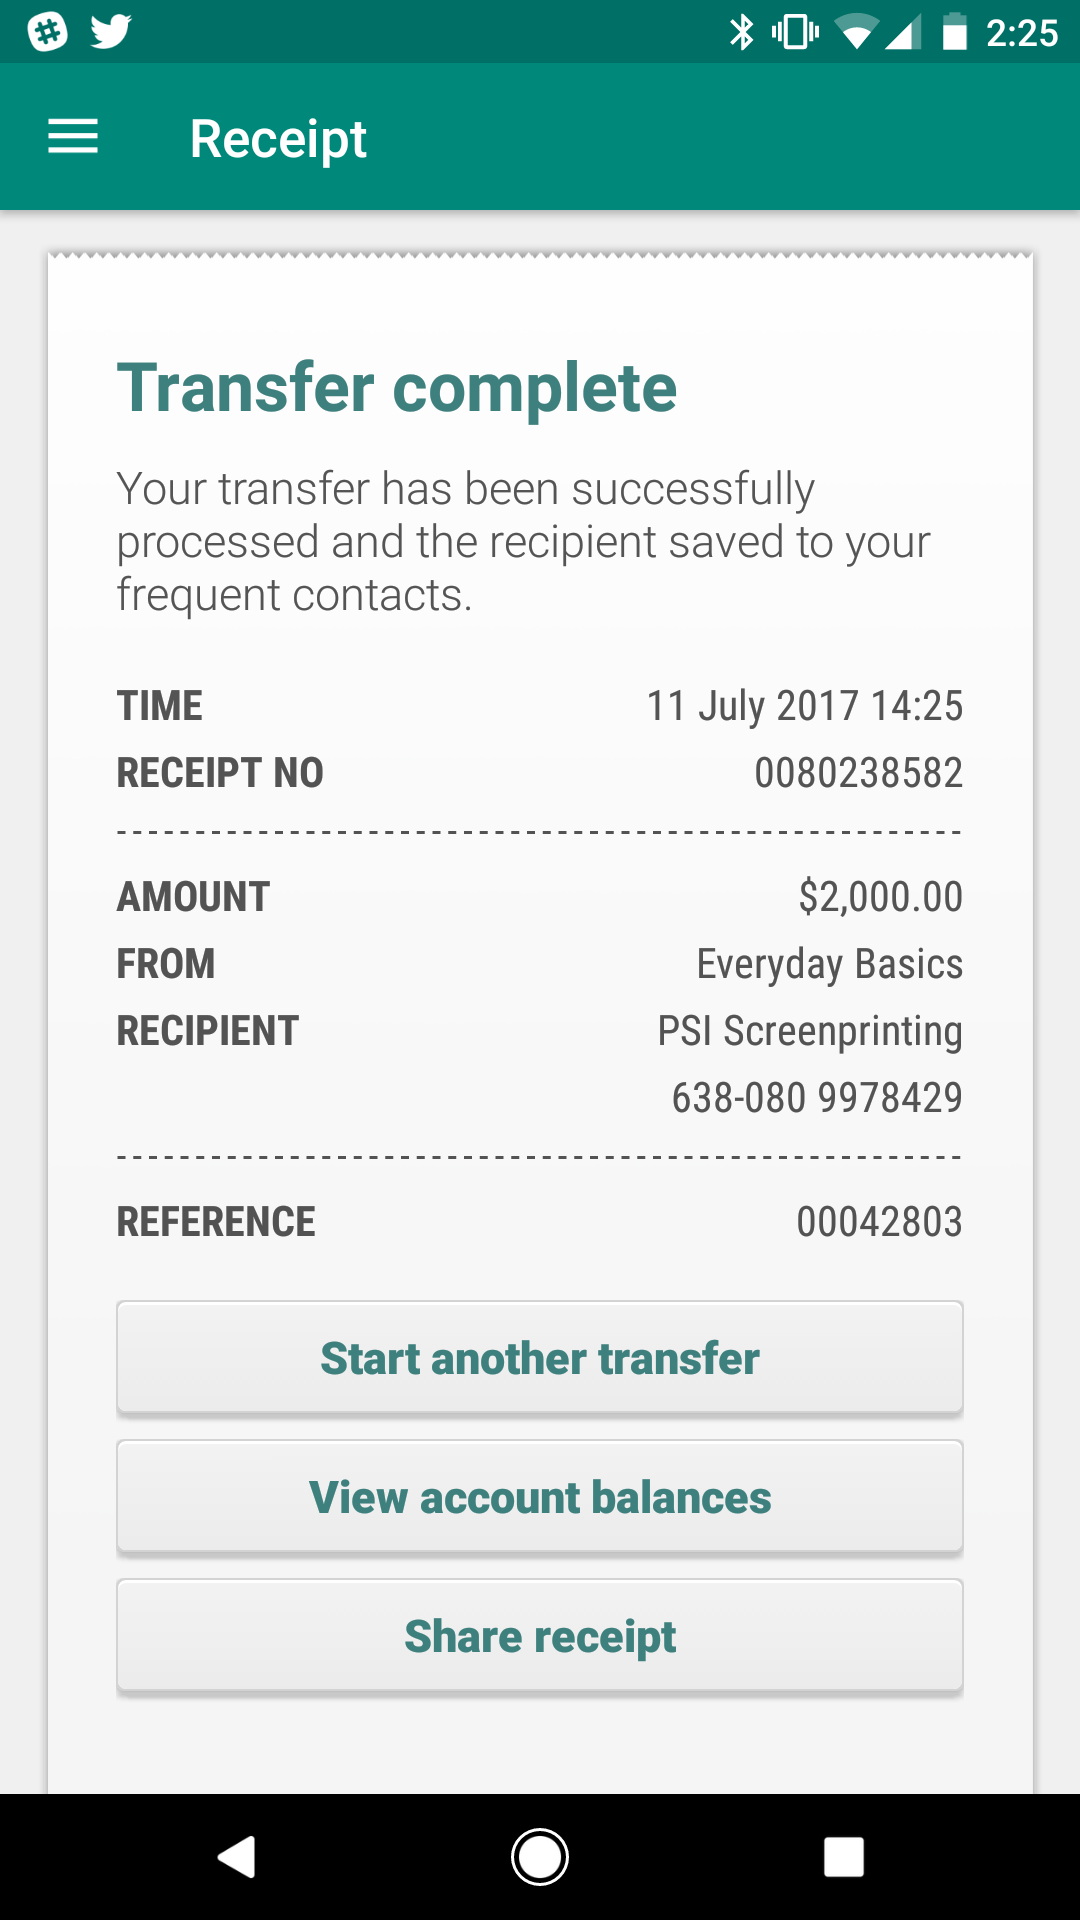 2:25
Receipt
Transfer complete
Your transfer has been successfully
processed and the recipient saved to your
frequent contacts.
TIME 11 July 2017 14:25
RECEIPT NO 0080238582
AMOUNT $2,000.00
FROM Everyday Basics
RECIPIENT PSI Screenprinting
638-080 9978429
REFERENCE 00042803
Start another transfer
View account balances
Share receipt